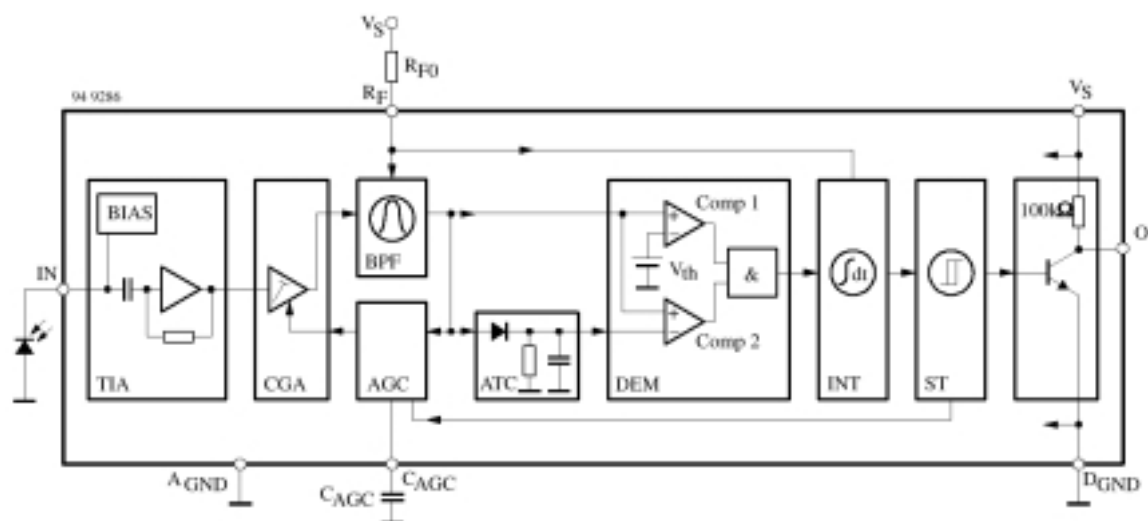 VS
RF0
94 9286
RF
VS
BIAS
Comp 1
100kΩ
IN
BPF
Vth
&
∫dt
O
Comp 2
TIA
CGA
AGC
ATC
DEM
INT
ST
AGND
CAGC
CAGC
DGND